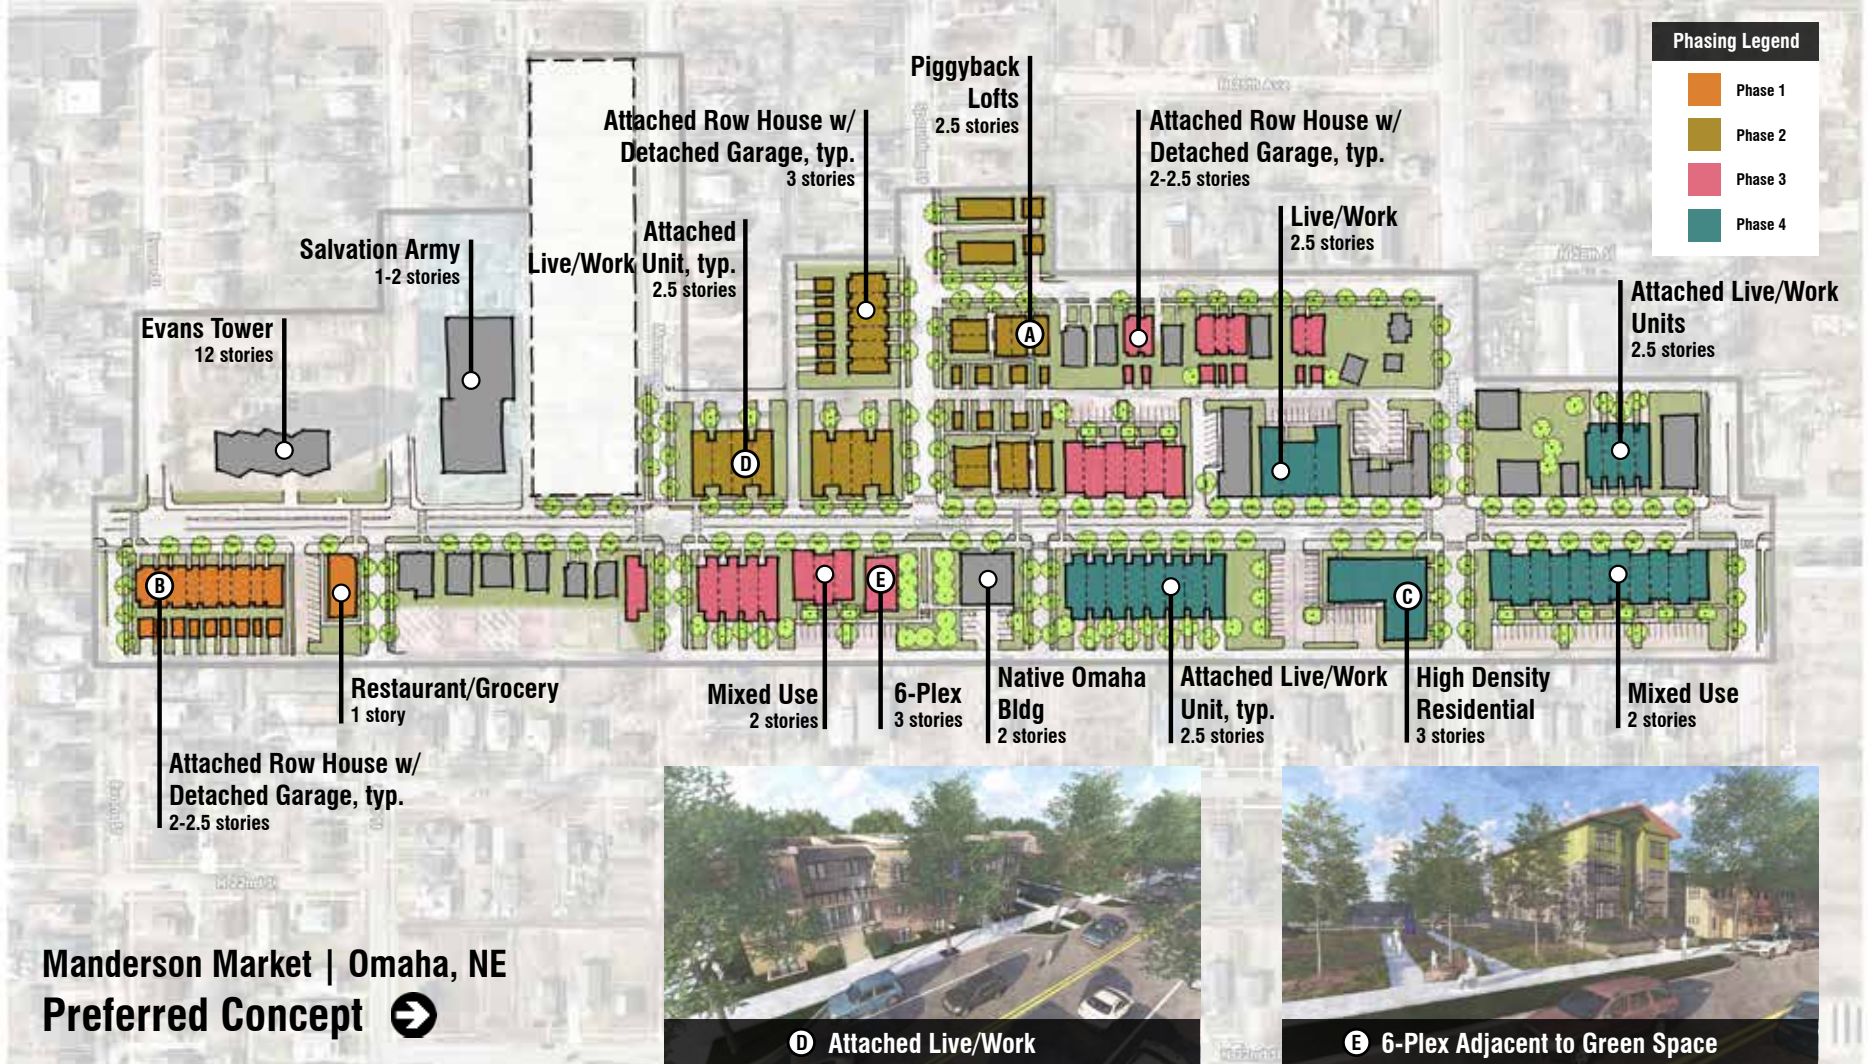 Phasing Legend
Phase 1
Phase 2
Phase 3
Phase 4
Piggyback
Lofts
2.5 stories
Attached Row House w/
Detached Garage, typ.
3 stories
Attached Row House w/
Detached Garage, typ.
2-2.5 stories
Live/Work
2.5 stories
Attached
Live/Work Unit, typ.
2.5 stories
Salvation Army
1-2 stories
Attached Live/Work
Units
2.5 stories
Evans Tower
12 stories
A
D
B
E
C
Restaurant/Grocery
1 story
Mixed Use
2 stories
6-Plex
3 stories
Native Omaha
Bldg
2 stories
Attached Live/Work
Unit, typ.
2.5 stories
High Density
Residential
3 stories
Mixed Use
2 stories
Attached Row House w/
Detached Garage, typ.
2-2.5 stories
N 22nd St
Manderson Market | Omaha, NE
Preferred Concept
D Attached Live/Work
E 6-Plex Adjacent to Green Space